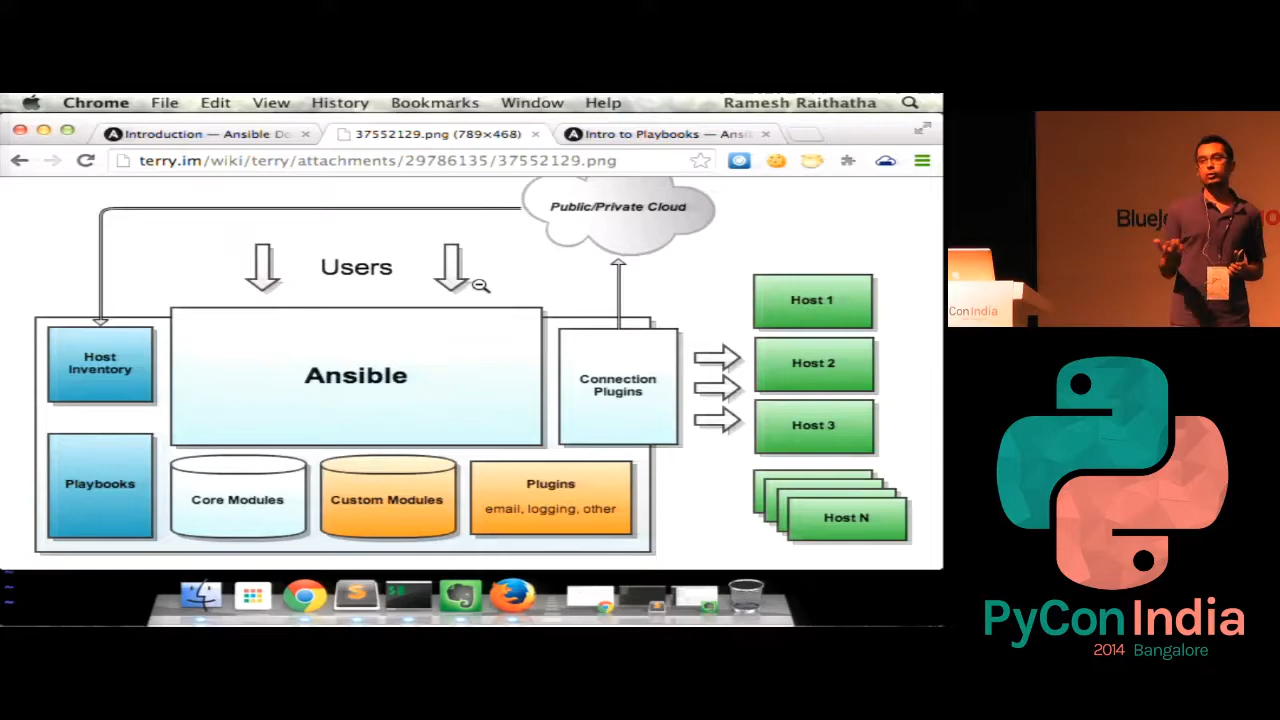 Chrome File Edit View History Bookmarks Window Help Ramesh Raithatha
Introduction — Ansible Do
37552129.png (789×468)
Intro to Playbooks — Ansi
terry.im/wiki/terry/attachments/29786135/37552129.png
Public/Private Cloud
Users
Host
Inventory
Ansible
Connection
Plugins
Host 1
Host 2
Host 3
Host N
Playbooks
Core Modules
Custom Modules
Plugins
email, logging, other
BlueJ
Con India
PyCon India
2014 Bangalore